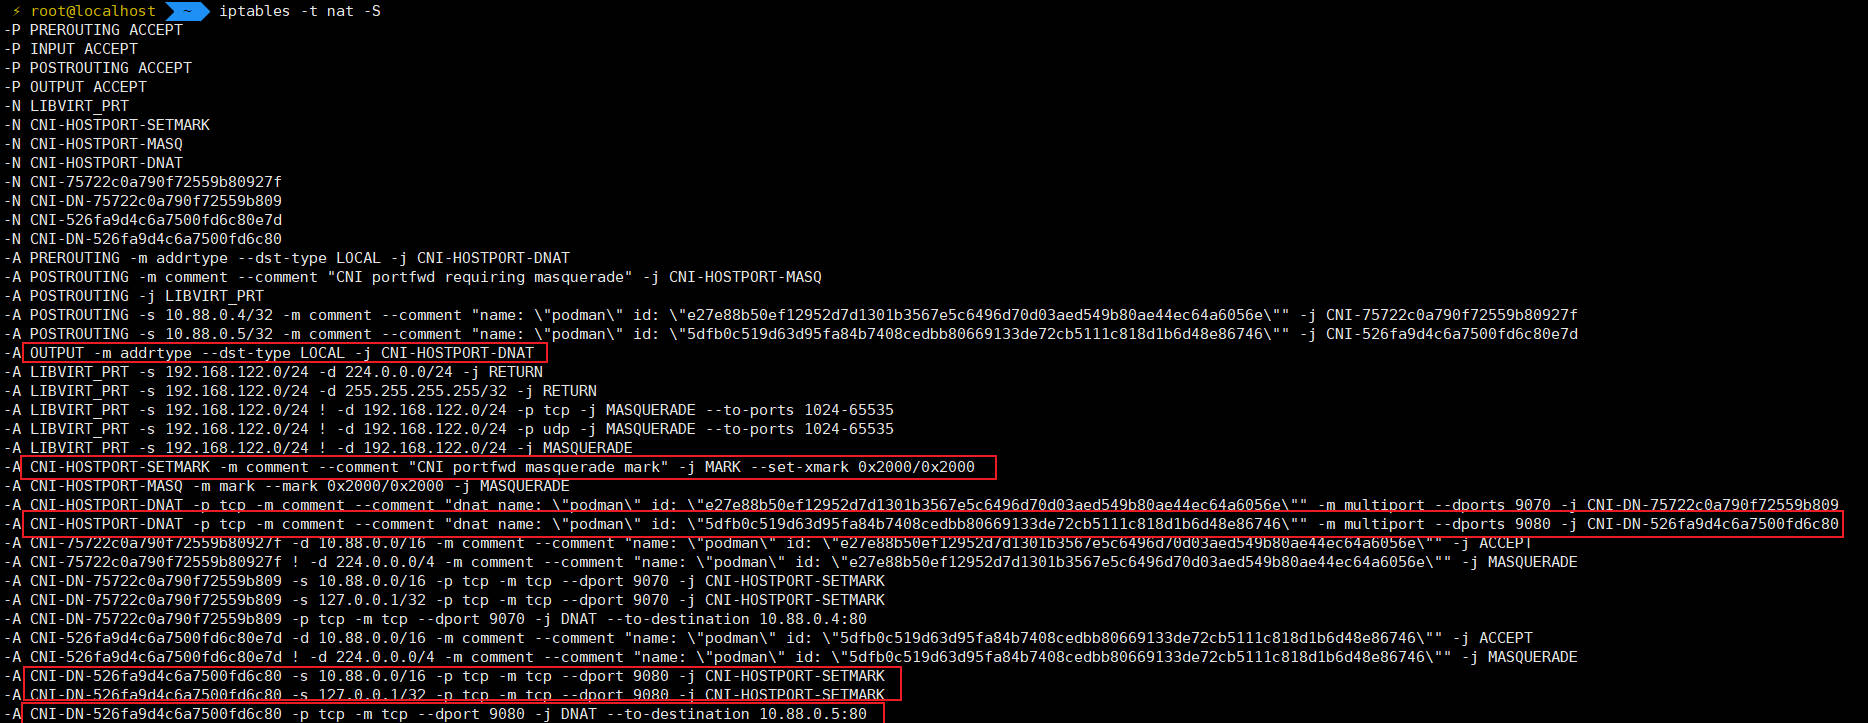 ⚡ root@localhost ~ iptables -t nat -S
-P PREROUTING ACCEPT
-P INPUT ACCEPT
-P POSTROUTING ACCEPT
-P OUTPUT ACCEPT
-N LIBVIRT_PRT
-N CNI-HOSTPORT-SETMARK
-N CNI-HOSTPORT-MASQ
-N CNI-HOSTPORT-DNAT
-N CNI-75722c0a790f72559b80927f
-N CNI-DN-75722c0a790f72559b809
-N CNI-526fa9d4c6a7500fd6c80e7d
-N CNI-DN-526fa9d4c6a7500fd6c80
-A PREROUTING -m addrtype --dst-type LOCAL -j CNI-HOSTPORT-DNAT
-A POSTROUTING -m comment --comment "CNI portfwd requiring masquerade" -j CNI-HOSTPORT-MASQ
-A POSTROUTING -j LIBVIRT_PRT
-A POSTROUTING -s 10.88.0.4/32 -m comment --comment "name: \"podman\" id: \"e27e88b50ef12952d7d1301b3567e5c6496d70d03aed549b80ae44ec64a6056e\"" -j CNI-75722c0a790f72559b80927f
-A POSTROUTING -s 10.88.0.5/32 -m comment --comment "name: \"podman\" id: \"5dfb0c519d63d95fa84b7408cedbb80669133de72cb5111c818d1b6d48e86746\"" -j CNI-526fa9d4c6a7500fd6c80e7d
-A OUTPUT -m addrtype --dst-type LOCAL -j CNI-HOSTPORT-DNAT
-A LIBVIRT_PRT -s 192.168.122.0/24 -d 224.0.0.0/24 -j RETURN
-A LIBVIRT_PRT -s 192.168.122.0/24 -d 255.255.255.255/32 -j RETURN
-A LIBVIRT_PRT -s 192.168.122.0/24 ! -d 192.168.122.0/24 -p tcp -j MASQUERADE --to-ports 1024-65535
-A LIBVIRT_PRT -s 192.168.122.0/24 ! -d 192.168.122.0/24 -p udp -j MASQUERADE --to-ports 1024-65535
-A LIBVIRT_PRT -s 192.168.122.0/24 ! -d 192.168.122.0/24 -j MASQUERADE
-A CNI-HOSTPORT-SETMARK -m comment --comment "CNI portfwd masquerade mark" -j MARK --set-xmark 0x2000/0x2000
-A CNI-HOSTPORT-MASQ -m mark --mark 0x2000/0x2000 -j MASQUERADE
-A CNI-HOSTPORT-DNAT -p tcp -m comment --comment "dnat name: \"podman\" id: \"e27e88b50ef12952d7d1301b3567e5c6496d70d03aed549b80ae44ec64a6056e\"" -m multiport --dports 9070 -j CNI-DN-75722c0a790f72559b809
-A CNI-HOSTPORT-DNAT -p tcp -m comment --comment "dnat name: \"podman\" id: \"5dfb0c519d63d95fa84b7408cedbb80669133de72cb5111c818d1b6d48e86746\"" -m multiport --dports 9080 -j CNI-DN-526fa9d4c6a7500fd6c80
-A CNI-75722c0a790f72559b80927f -d 10.88.0.0/16 -m comment --comment "name: \"podman\" id: \"e27e88b50ef12952d7d1301b3567e5c6496d70d03aed549b80ae44ec64a6056e\"" -j ACCEPT
-A CNI-75722c0a790f72559b80927f ! -d 224.0.0.0/4 -m comment --comment "name: \"podman\" id: \"e27e88b50ef12952d7d1301b3567e5c6496d70d03aed549b80ae44ec64a6056e\"" -j MASQUERADE
-A CNI-DN-75722c0a790f72559b809 -s 10.88.0.0/16 -p tcp -m tcp --dport 9070 -j CNI-HOSTPORT-SETMARK
-A CNI-DN-75722c0a790f72559b809 -s 127.0.0.1/32 -p tcp -m tcp --dport 9070 -j CNI-HOSTPORT-SETMARK
-A CNI-DN-75722c0a790f72559b809 -p tcp -m tcp --dport 9070 -j DNAT --to-destination 10.88.0.4:80
-A CNI-526fa9d4c6a7500fd6c80e7d -d 10.88.0.0/16 -m comment --comment "name: \"podman\" id: \"5dfb0c519d63d95fa84b7408cedbb80669133de72cb5111c818d1b6d48e86746\"" -j ACCEPT
-A CNI-526fa9d4c6a7500fd6c80e7d ! -d 224.0.0.0/4 -m comment --comment "name: \"podman\" id: \"5dfb0c519d63d95fa84b7408cedbb80669133de72cb5111c818d1b6d48e86746\"" -j MASQUERADE
-A CNI-DN-526fa9d4c6a7500fd6c80 -s 10.88.0.0/16 -p tcp -m tcp --dport 9080 -j CNI-HOSTPORT-SETMARK
-A CNI-DN-526fa9d4c6a7500fd6c80 -s 127.0.0.1/32 -p tcp -m tcp --dport 9080 -j CNI-HOSTPORT-SETMARK
-A CNI-DN-526fa9d4c6a7500fd6c80 -p tcp -m tcp --dport 9080 -j DNAT --to-destination 10.88.0.5:80